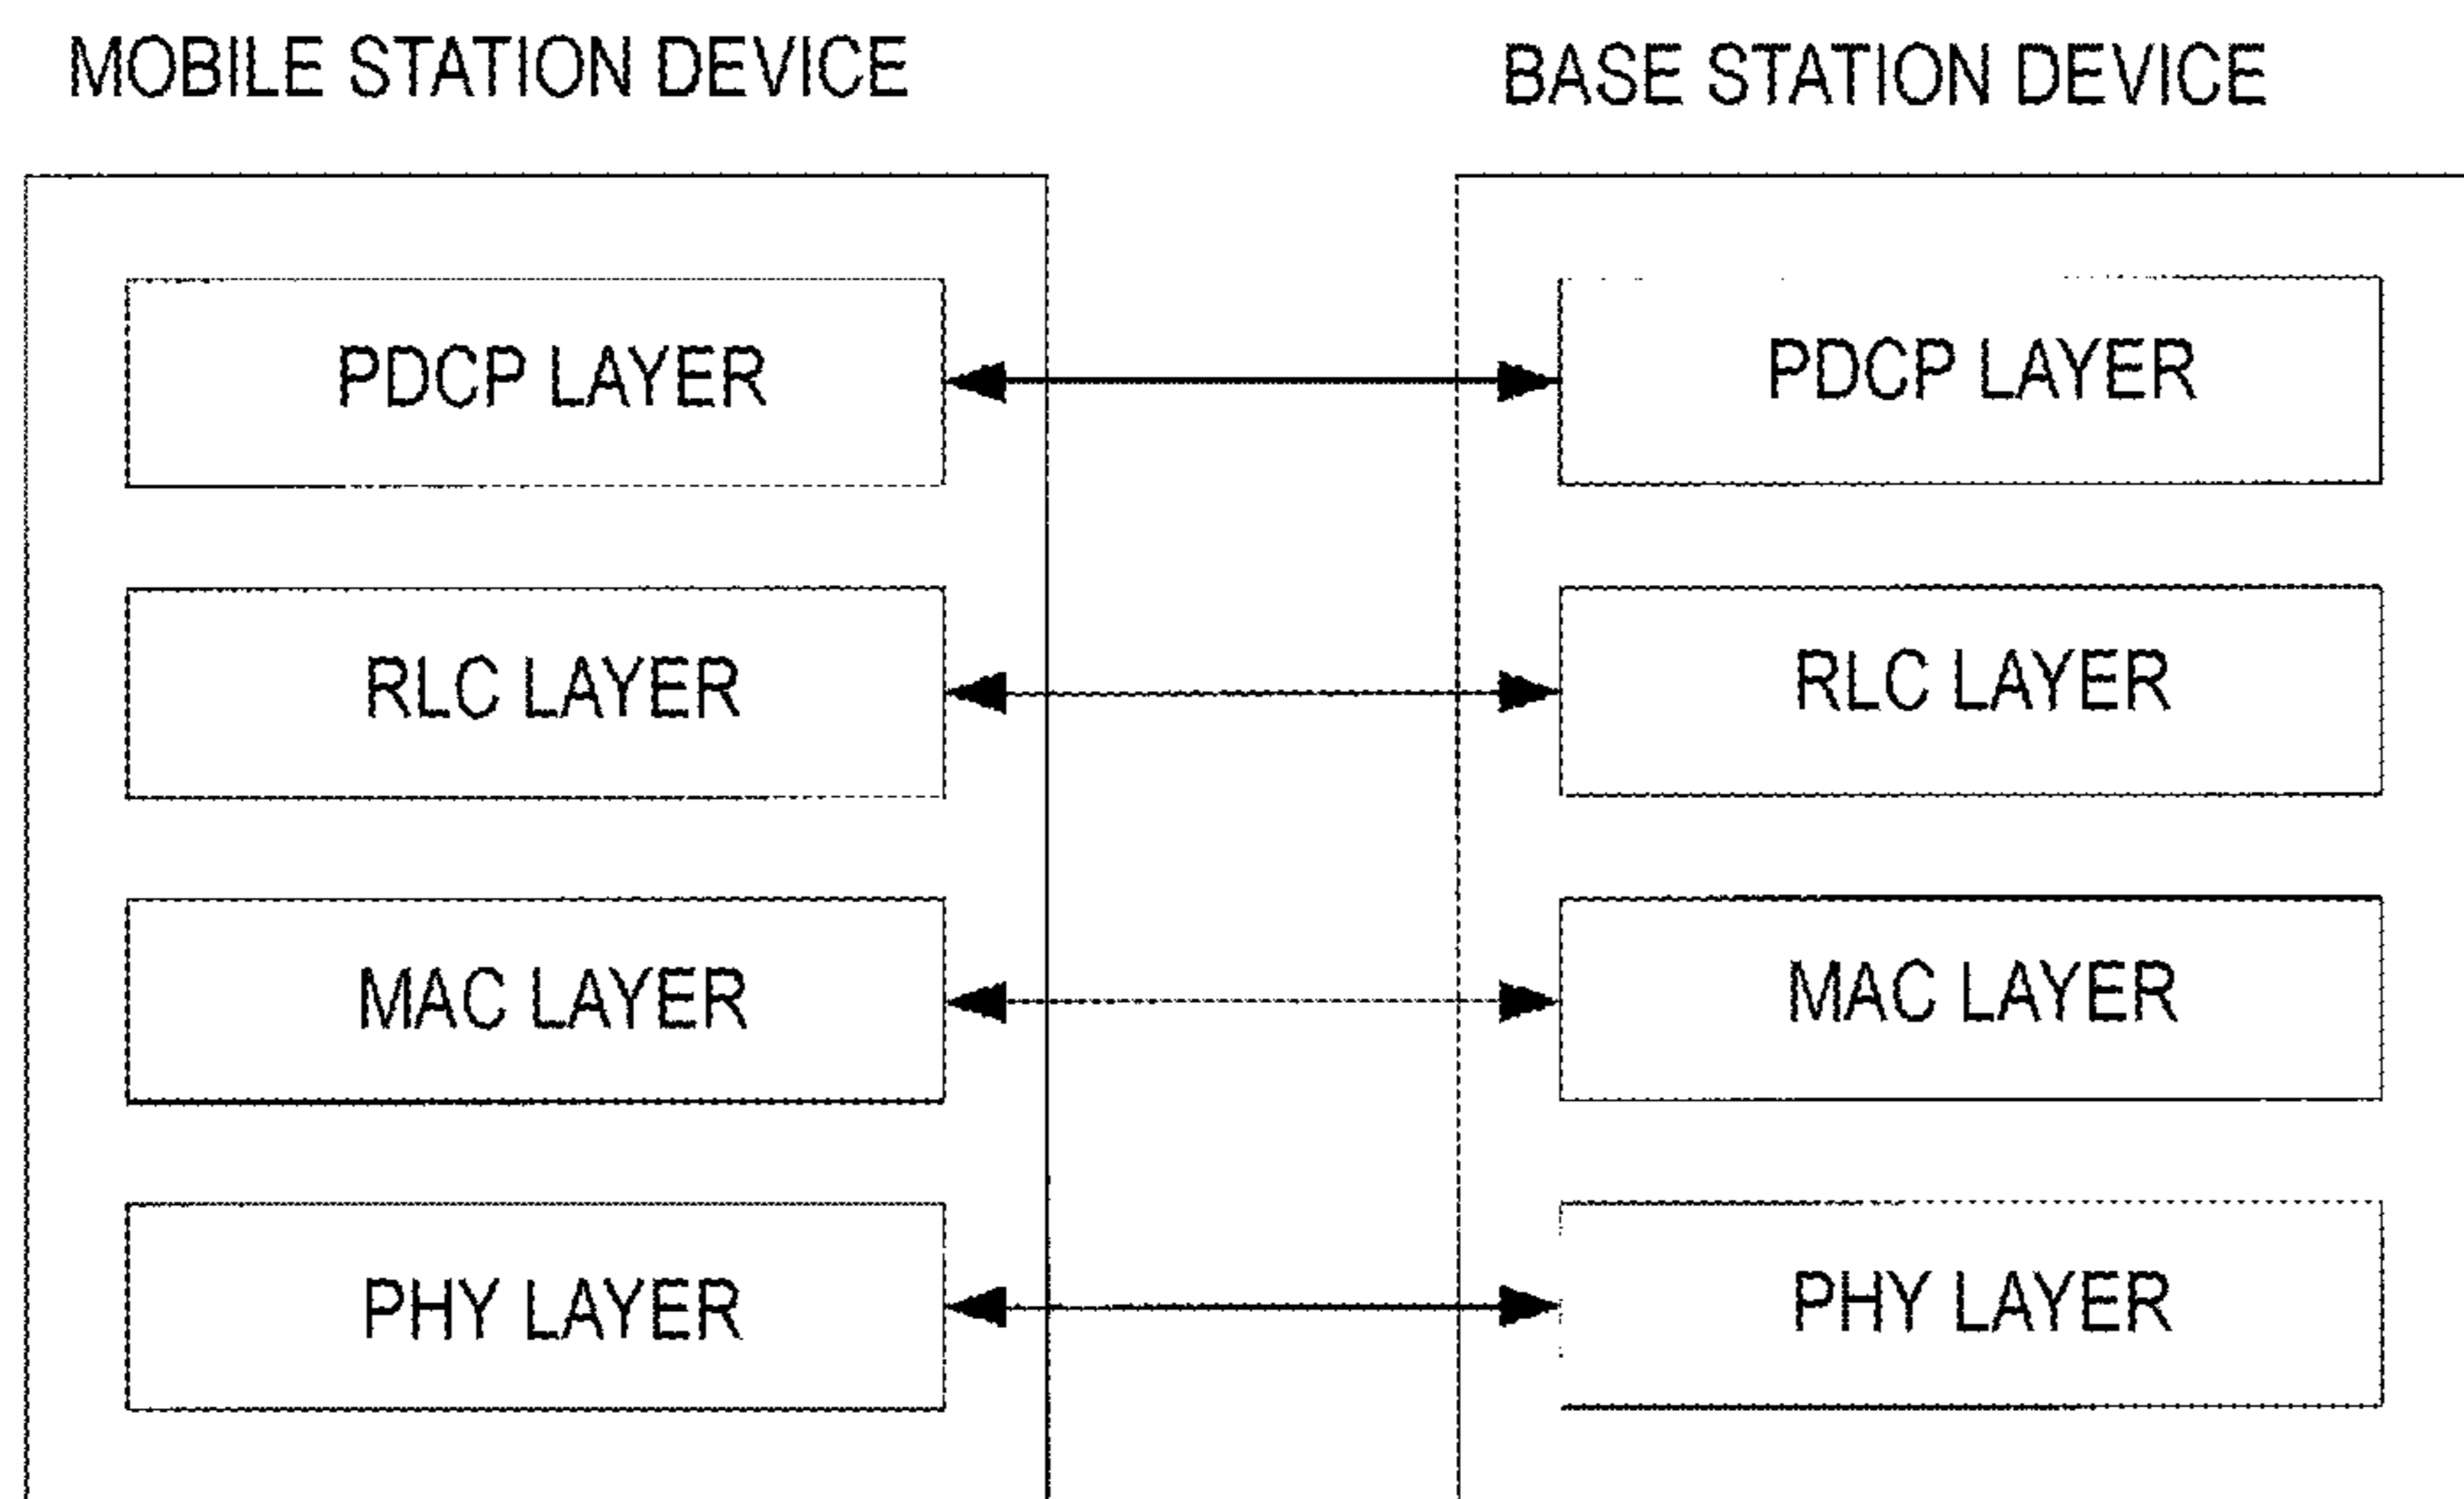 MOBILE STATION DEVICE
BASE STATION DEVICE
PDCP LAYER
PDCP LAYER
RLC LAYER
RLC LAYER
MAC LAYER
MAC LAYER
PHY LAYER
PHY LAYER